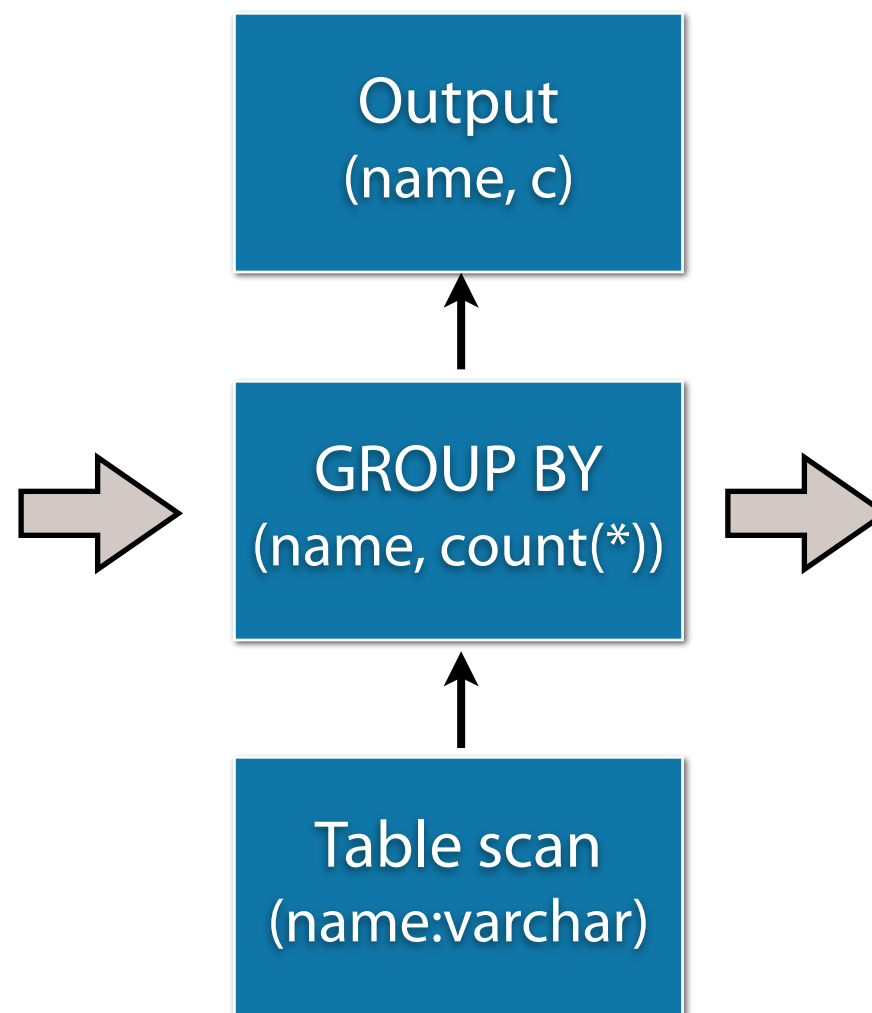 Output
(name, c)
GROUP BY
(name, count(*))
Table scan
(name:varchar)